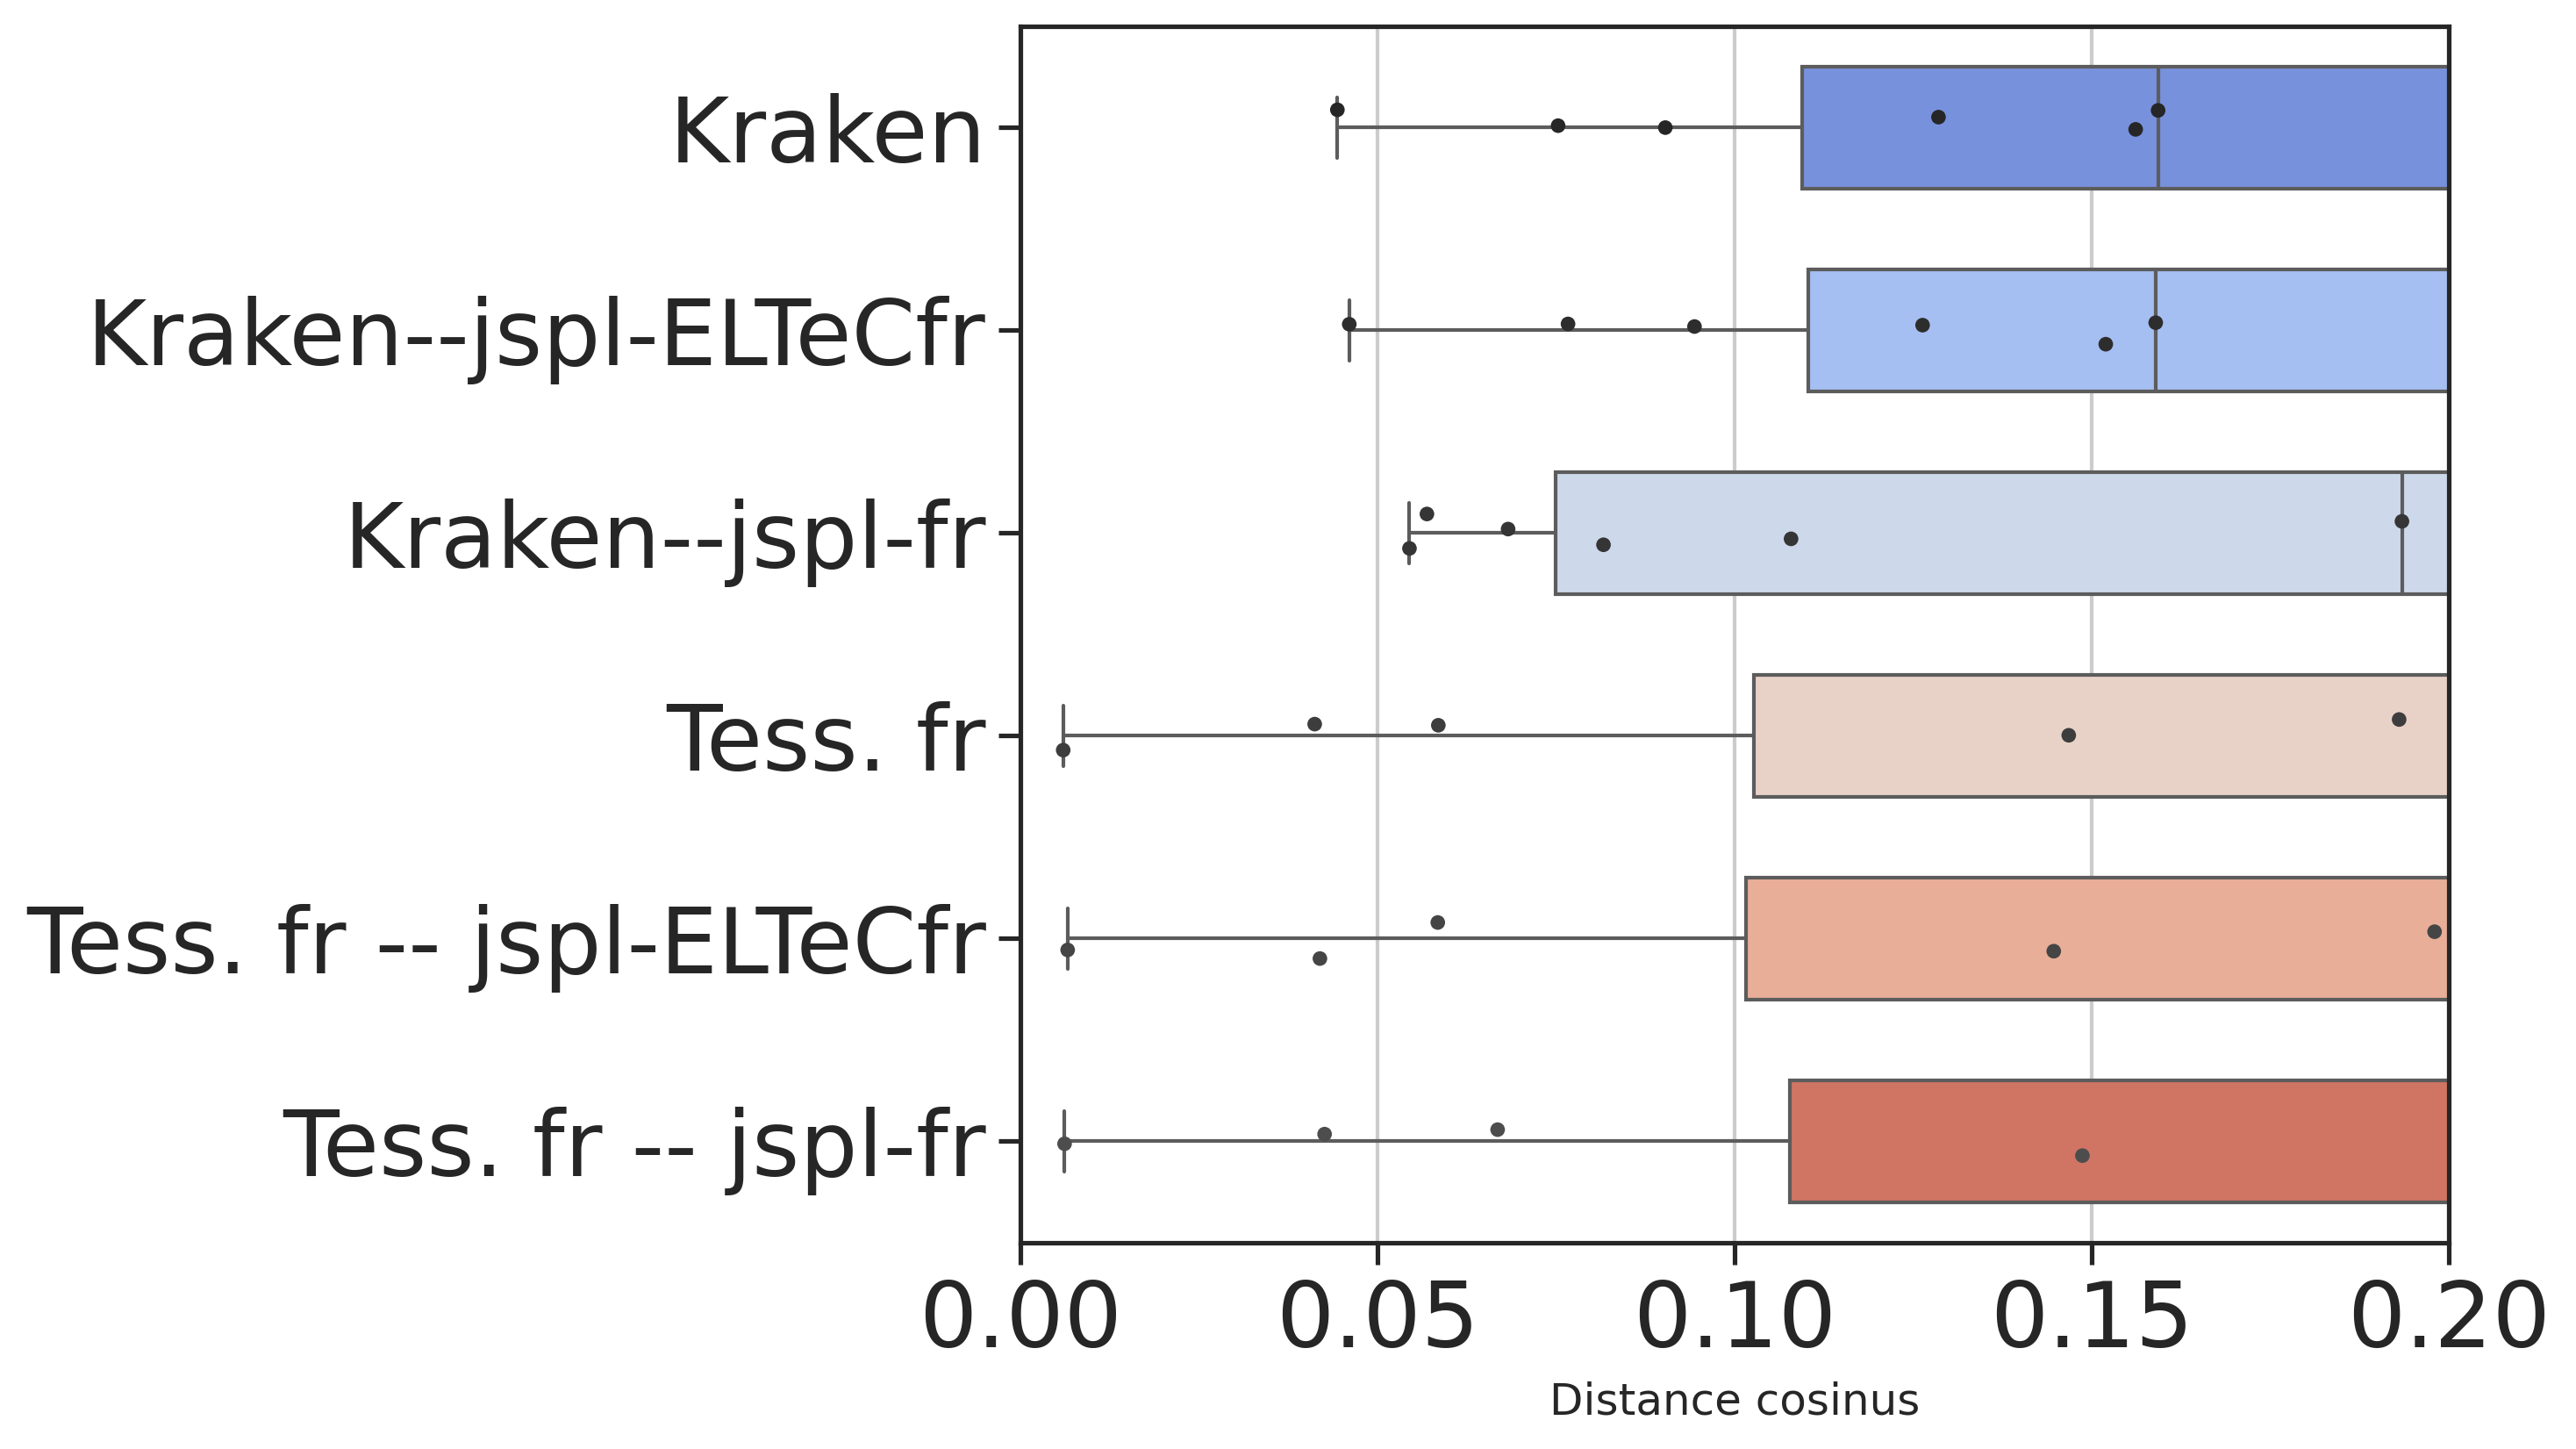 Kraken
Kraken--jspl-ELTeCfr
Kraken--jspl-fr
Tess. fr
Tess. fr -- jspl-ELTeCfr
Tess. fr -- jspl-fr
0.00 0.05 0.10 0.15 0.20
Distance cosinus